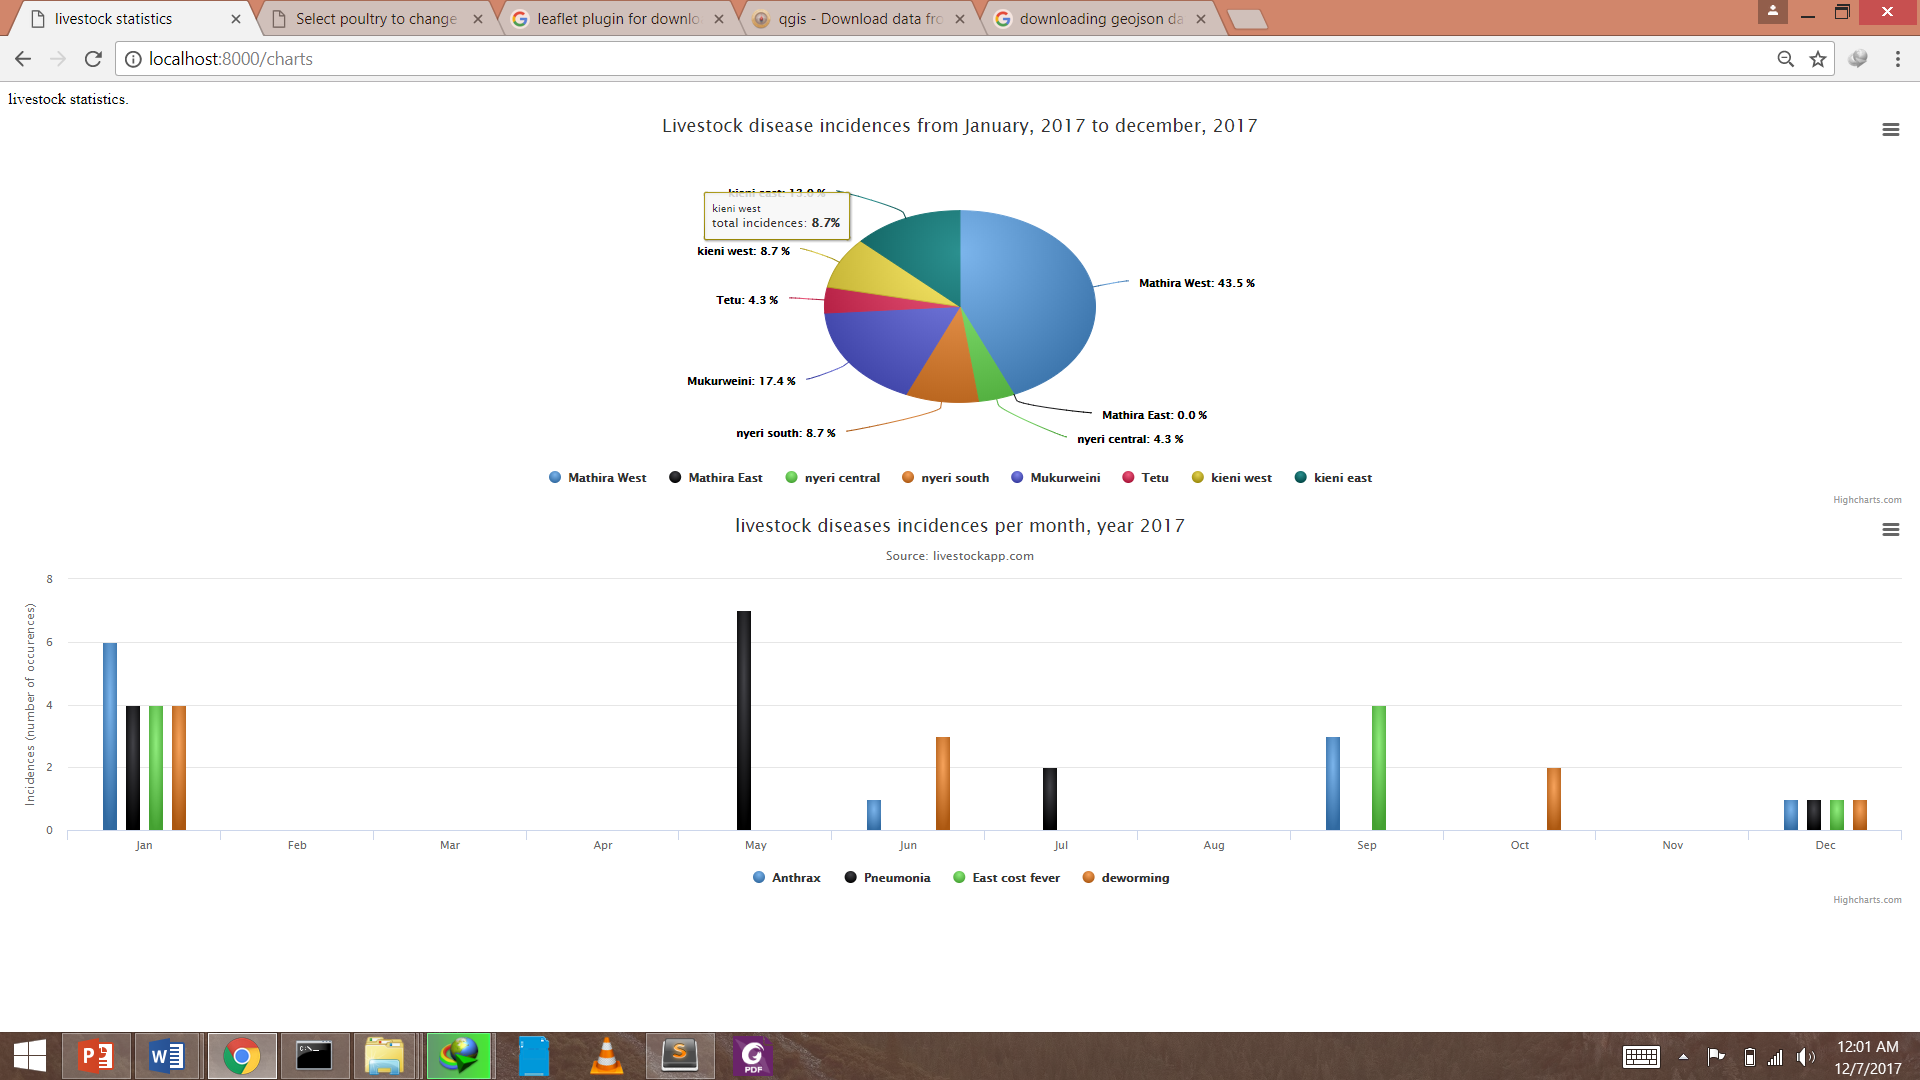 livestock statistics
Select poultry to change
leaflet plugin for downlo
qgis - Download data fro
downloading geojson da
localhost:8000/charts
livestock statistics.
Livestock disease incidences from January, 2017 to december, 2017
kieni east: 13.0 %
kieni west
total incidences: 8.7%
kieni west: 8.7 %
Mathira West: 43.5 %
Tetu: 4.3 %
Mukurweini: 17.4 %
Mathira East: 0.0 %
nyeri south: 8.7 %
nyeri central: 4.3 %
Mathira West Mathira East nyeri central nyeri south Mukurweini Tetu kieni west kieni east
Highcharts.com
livestock diseases incidences per month, year 2017
Source: livestockapp.com
Incidences (number of occurences)
8
6
4
2
0
Jan Feb Mar Apr May Jun Jul Aug Sep Oct Nov Dec
Anthrax Pneumonia East cost fever deworming
Highcharts.com
PDF
12:01 AM
12/7/2017